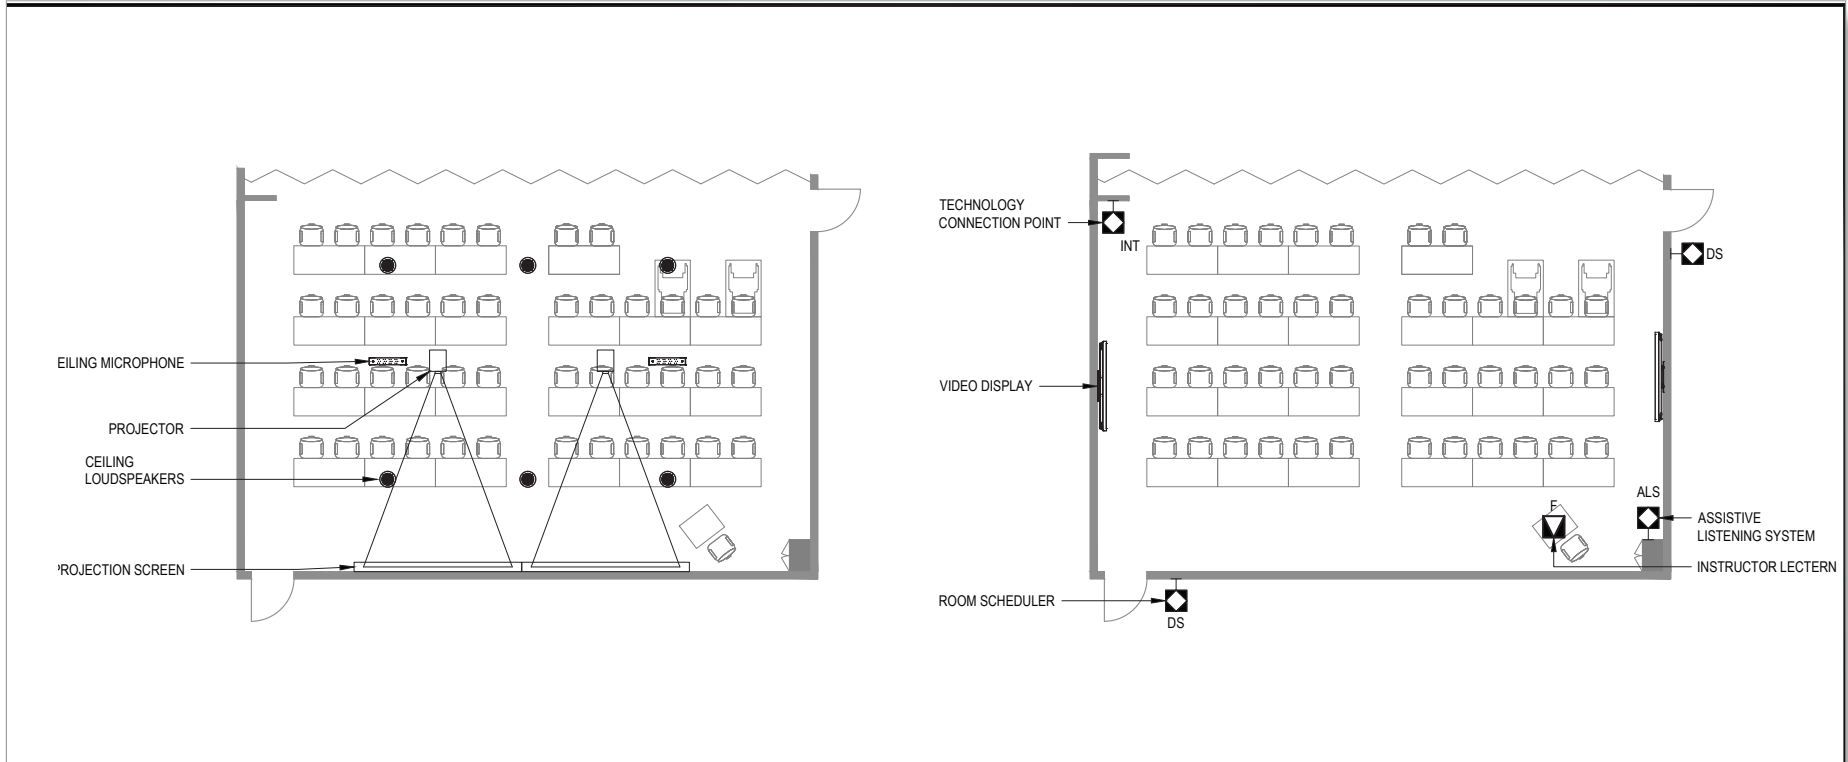 EILING MICROPHONE
PROJECTOR
CEILING
LOUDSPEAKERS
PROJECTION SCREEN
TECHNOLOGY
CONNECTION POINT
INT
DS
VIDEO DISPLAY
ALS
F
ASSISTIVE
LISTENING SYSTEM
INSTRUCTOR LECTERN
ROOM SCHEDULER
DS